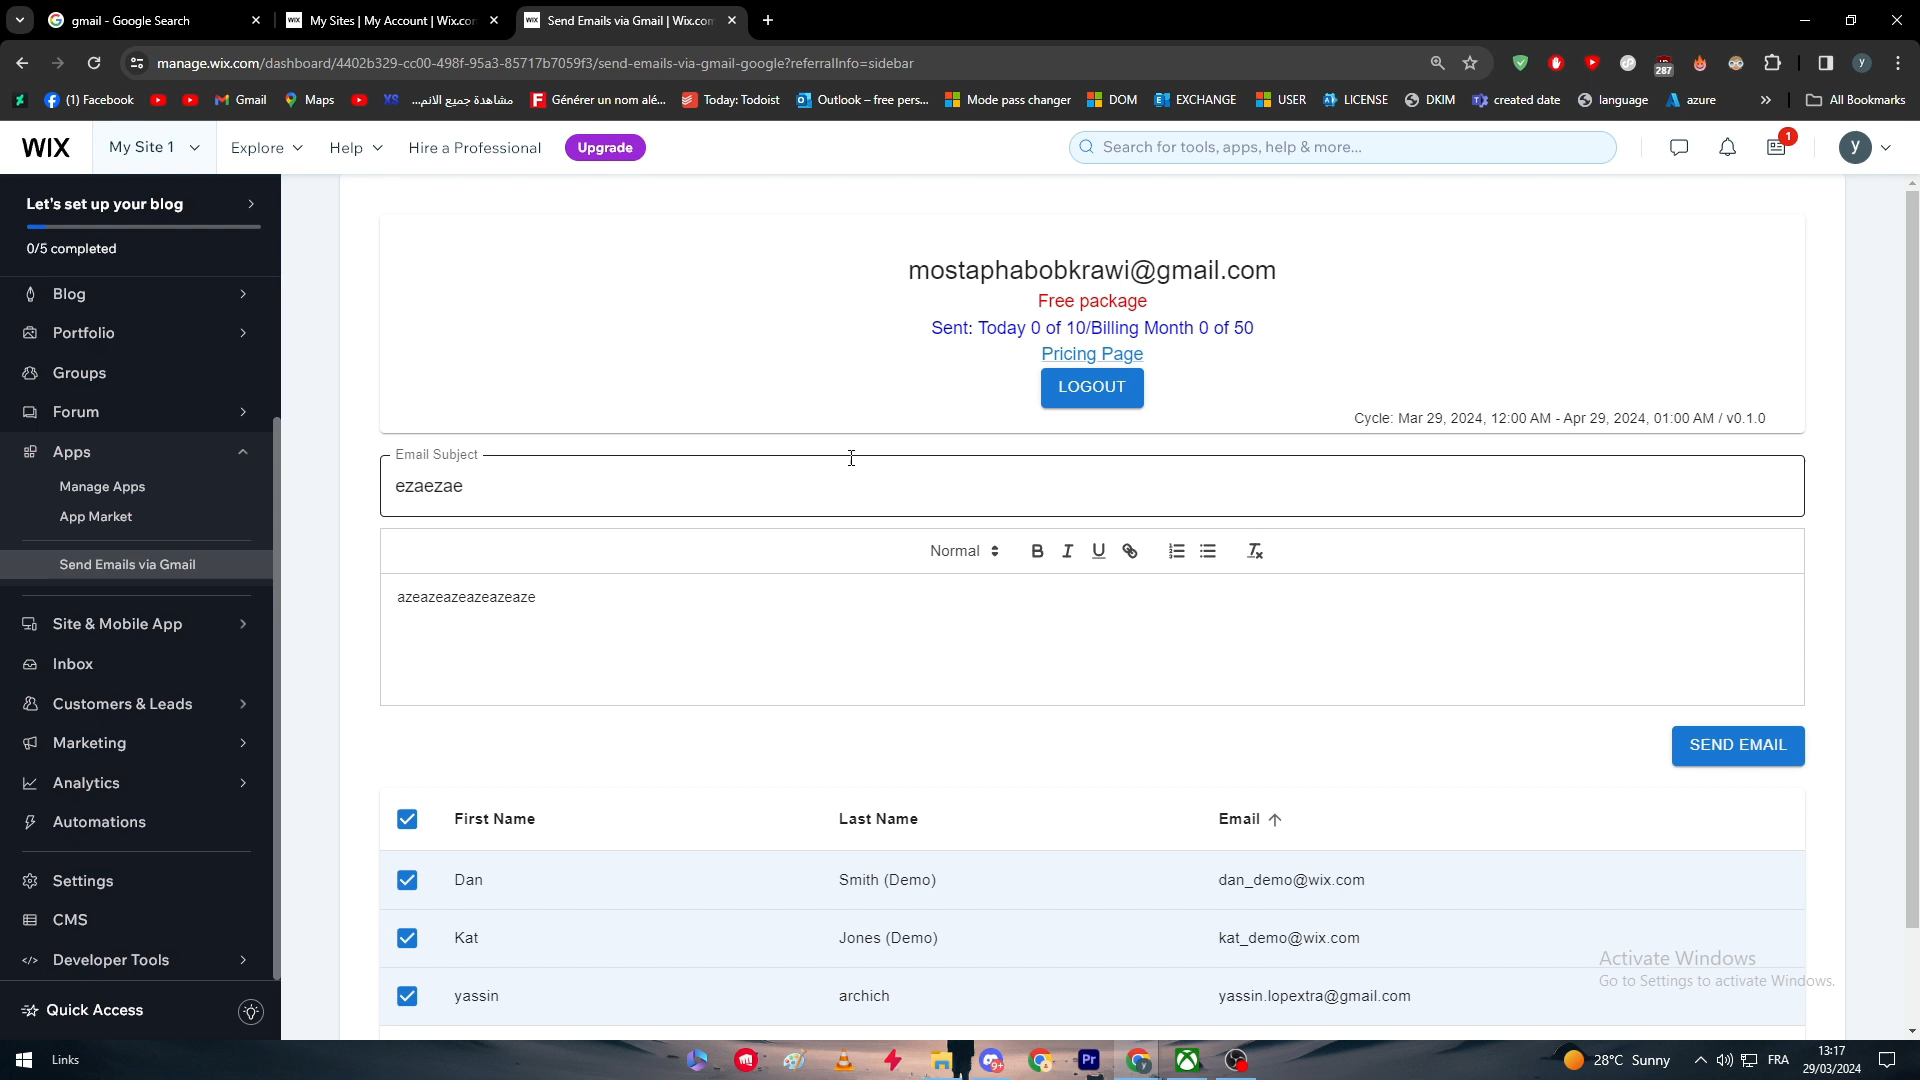 gmail - Google Search
My Sites | My Account | Wix.com
Send Emails via Gmail | Wix.com
manage.wix.com/dashboard/4402b329-cc00-498f-95a3-85717b7059f3/send-emails-via-gmail-google?referralInfo=sidebar
287
y
(1) Facebook
Gmail
Maps
XS
مشاهدة جميع الانم...
Générer un nom alé...
Today: Todoist
Outlook – free pers...
Mode pass changer
DOM
EXCHANGE
USER
LICENSE
DKIM
created date
language
azure
All Bookmarks
WIX
My Site 1
Explore
Help
Hire a Professional
Upgrade
Search for tools, apps, help & more...
1
y
Let's set up your blog
0/5 completed
Blog
Portfolio
Groups
Forum
Apps
Manage Apps
App Market
Send Emails via Gmail
Site & Mobile App
Inbox
Customers & Leads
Marketing
Analytics
Automations
Settings
CMS
Developer Tools
Quick Access
mostaphabobkrawi@gmail.com
Free package
Sent: Today 0 of 10/Billing Month 0 of 50
Pricing Page
LOGOUT
Cycle: Mar 29, 2024, 12:00 AM - Apr 29, 2024, 01:00 AM / v0.1.0
Email Subject
ezaezae
Normal
azeazeazeazeazeaze
SEND EMAIL
First Name Last Name Email
Dan Smith (Demo) dan_demo@wix.com
Kat Jones (Demo) kat_demo@wix.com
yassin archich yassin.lopextra@gmail.com
Activate Windows
Go to Settings to activate Windows.
Links
9+
Pr
28°C Sunny
FRA
13:17
29/03/2024